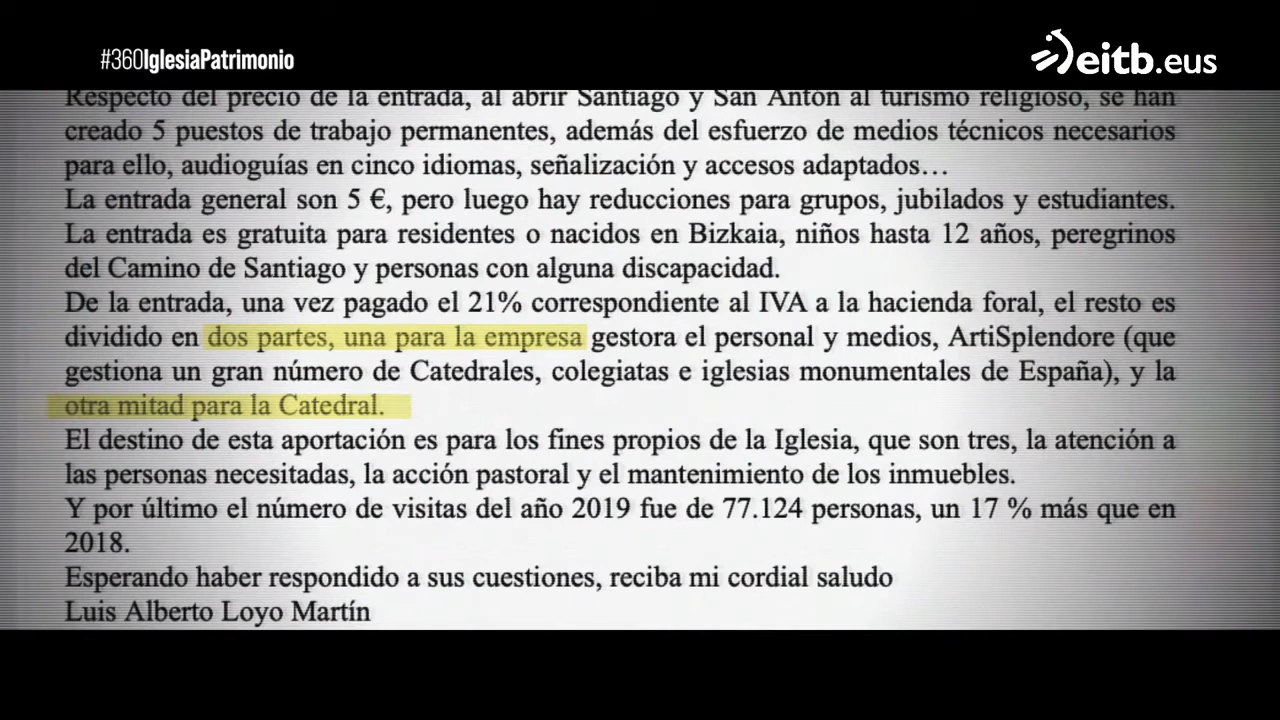 #360IglesiaPatrimonio
eitb.eus
Respecto del precio de la entrada, al abrir Santiago y San Antón al turismo religioso, se han
creado 5 puestos de trabajo permanentes, además del esfuerzo de medios técnicos necesarios
para ello, audioguías en cinco idiomas, señalización y accesos adaptados…
La entrada general son 5 €, pero luego hay reducciones para grupos, jubilados y estudiantes.
La entrada es gratuita para residentes o nacidos en Bizkaia, niños hasta 12 años, peregrinos
del Camino de Santiago y personas con alguna discapacidad.
De la entrada, una vez pagado el 21% correspondiente al IVA a la hacienda foral, el resto es
dividido en dos partes, una para la empresa gestora el personal y medios, ArtiSplendore (que
gestiona un gran número de Catedrales, colegiatas e iglesias monumentales de España), y la
otra mitad para la Catedral.
El destino de esta aportación es para los fines propios de la Iglesia, que son tres, la atención a
las personas necesitadas, la acción pastoral y el mantenimiento de los inmuebles.
Y por último el número de visitas del año 2019 fue de 77.124 personas, un 17 % más que en
2018.
Esperando haber respondido a sus cuestiones, reciba mi cordial saludo
Luis Alberto Loyo Martín